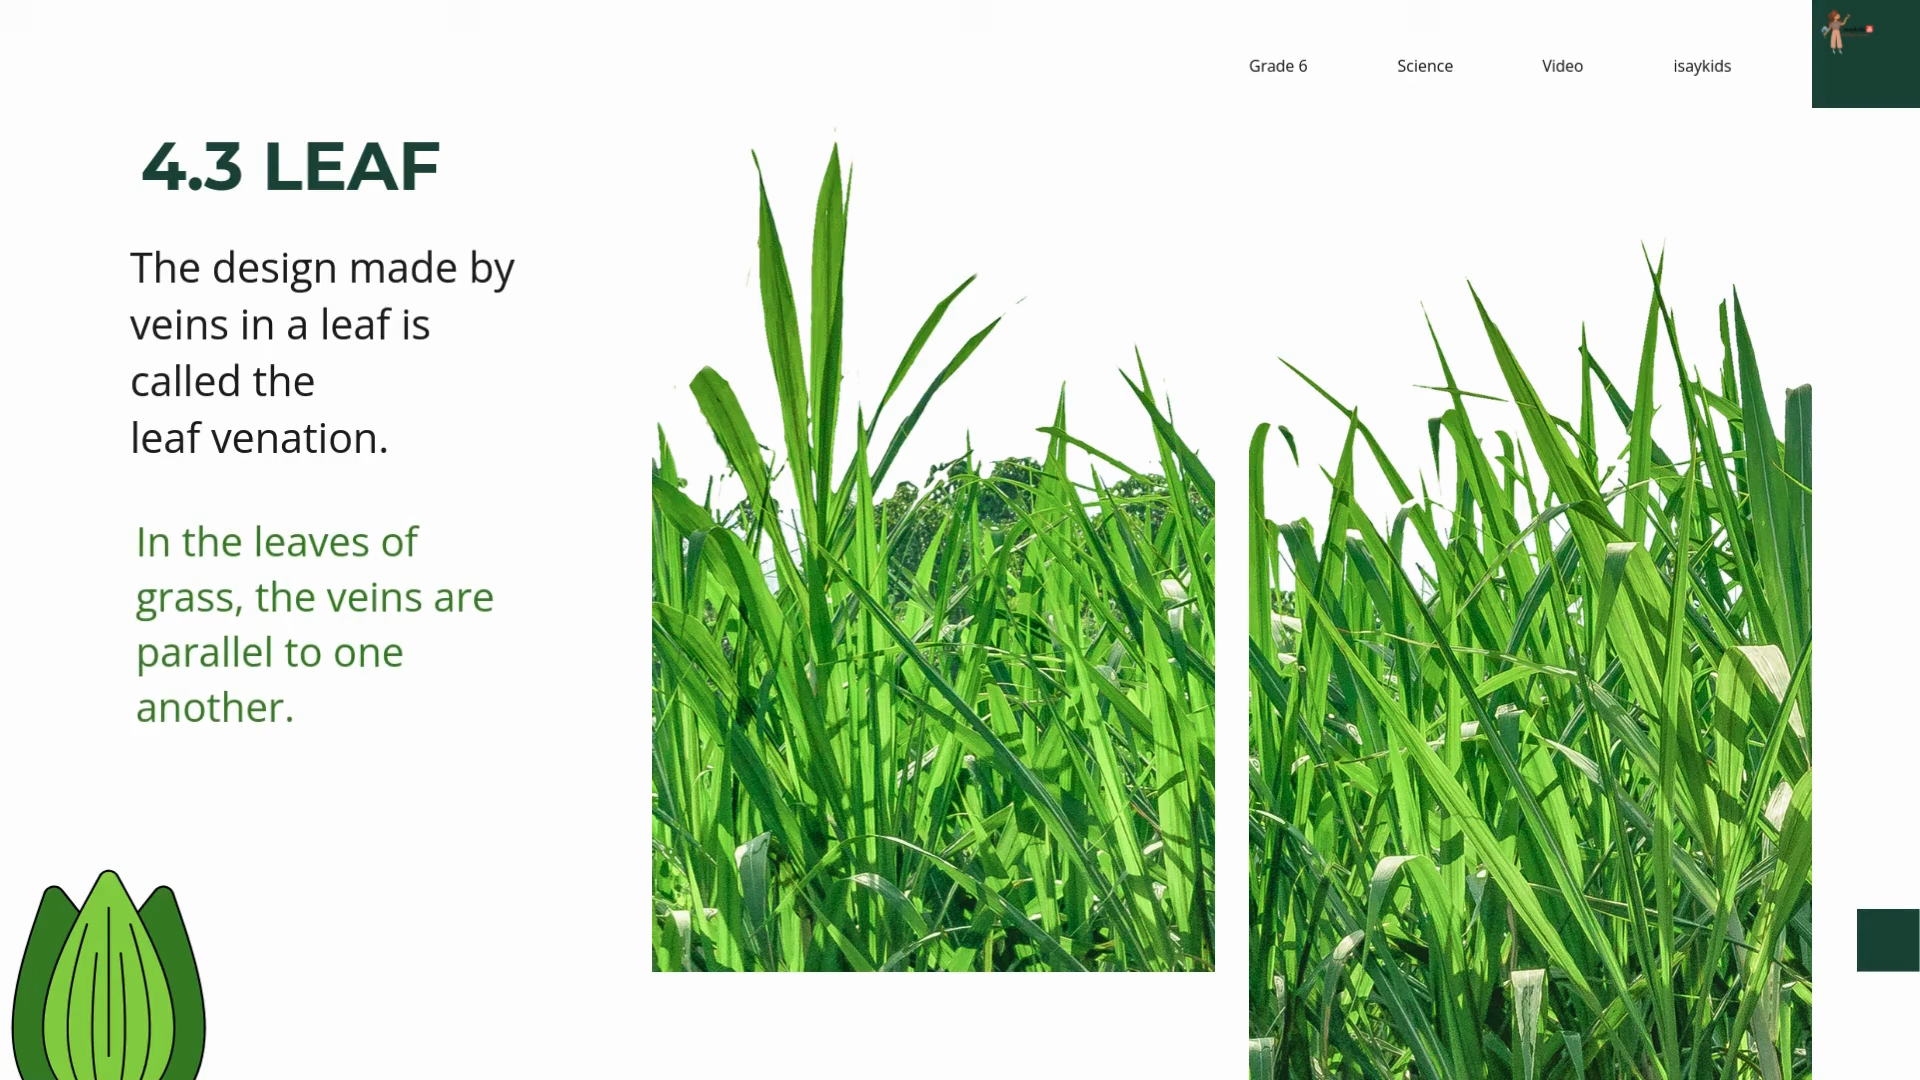 Grade 6 Science Video isaykids
4.3 LEAF
The design made by
veins in a leaf is
called the
leaf venation.
In the leaves of
grass, the veins are
parallel to one
another.